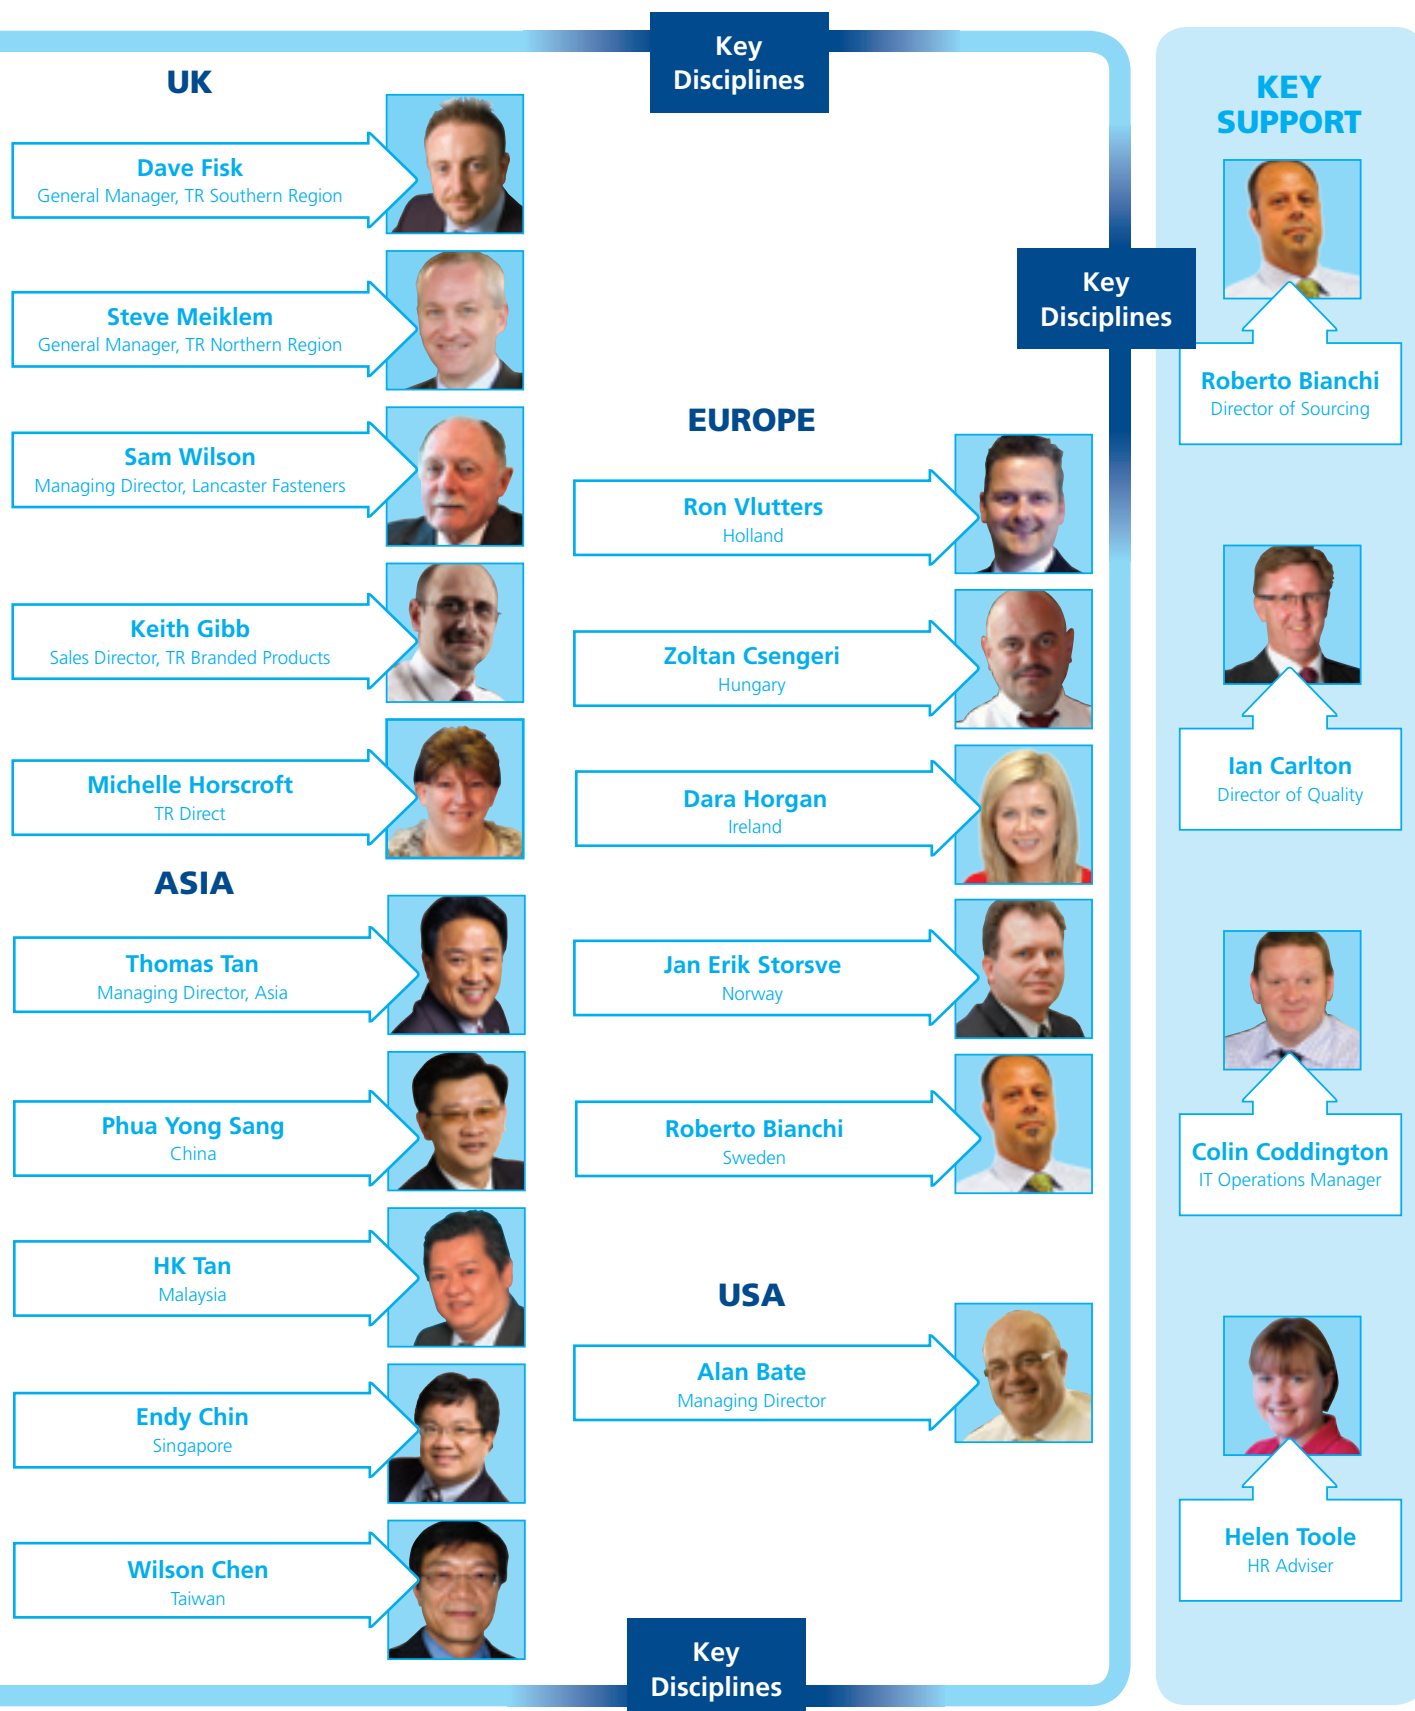 Key
Disciplines
UK
Dave Fisk
General Manager, TR Southern Region
Steve Meiklem
General Manager, TR Northern Region
Sam Wilson
Managing Director, Lancaster Fasteners
Keith Gibb
Sales Director, TR Branded Products
Michelle Horscroft
TR Direct
ASIA
Thomas Tan
Managing Director, Asia
Phua Yong Sang
China
HK Tan
Malaysia
Endy Chin
Singapore
Wilson Chen
Taiwan
Key
Disciplines
EUROPE
Ron Vlutters
Holland
Zoltan Csengeri
Hungary
Dara Horgan
Ireland
Jan Erik Storsve
Norway
Roberto Bianchi
Sweden
USA
Alan Bate
Managing Director
Key
Disciplines
KEY
SUPPORT
Roberto Bianchi
Director of Sourcing
Ian Carlton
Director of Quality
Colin Coddington
IT Operations Manager
Helen Toole
HR Adviser